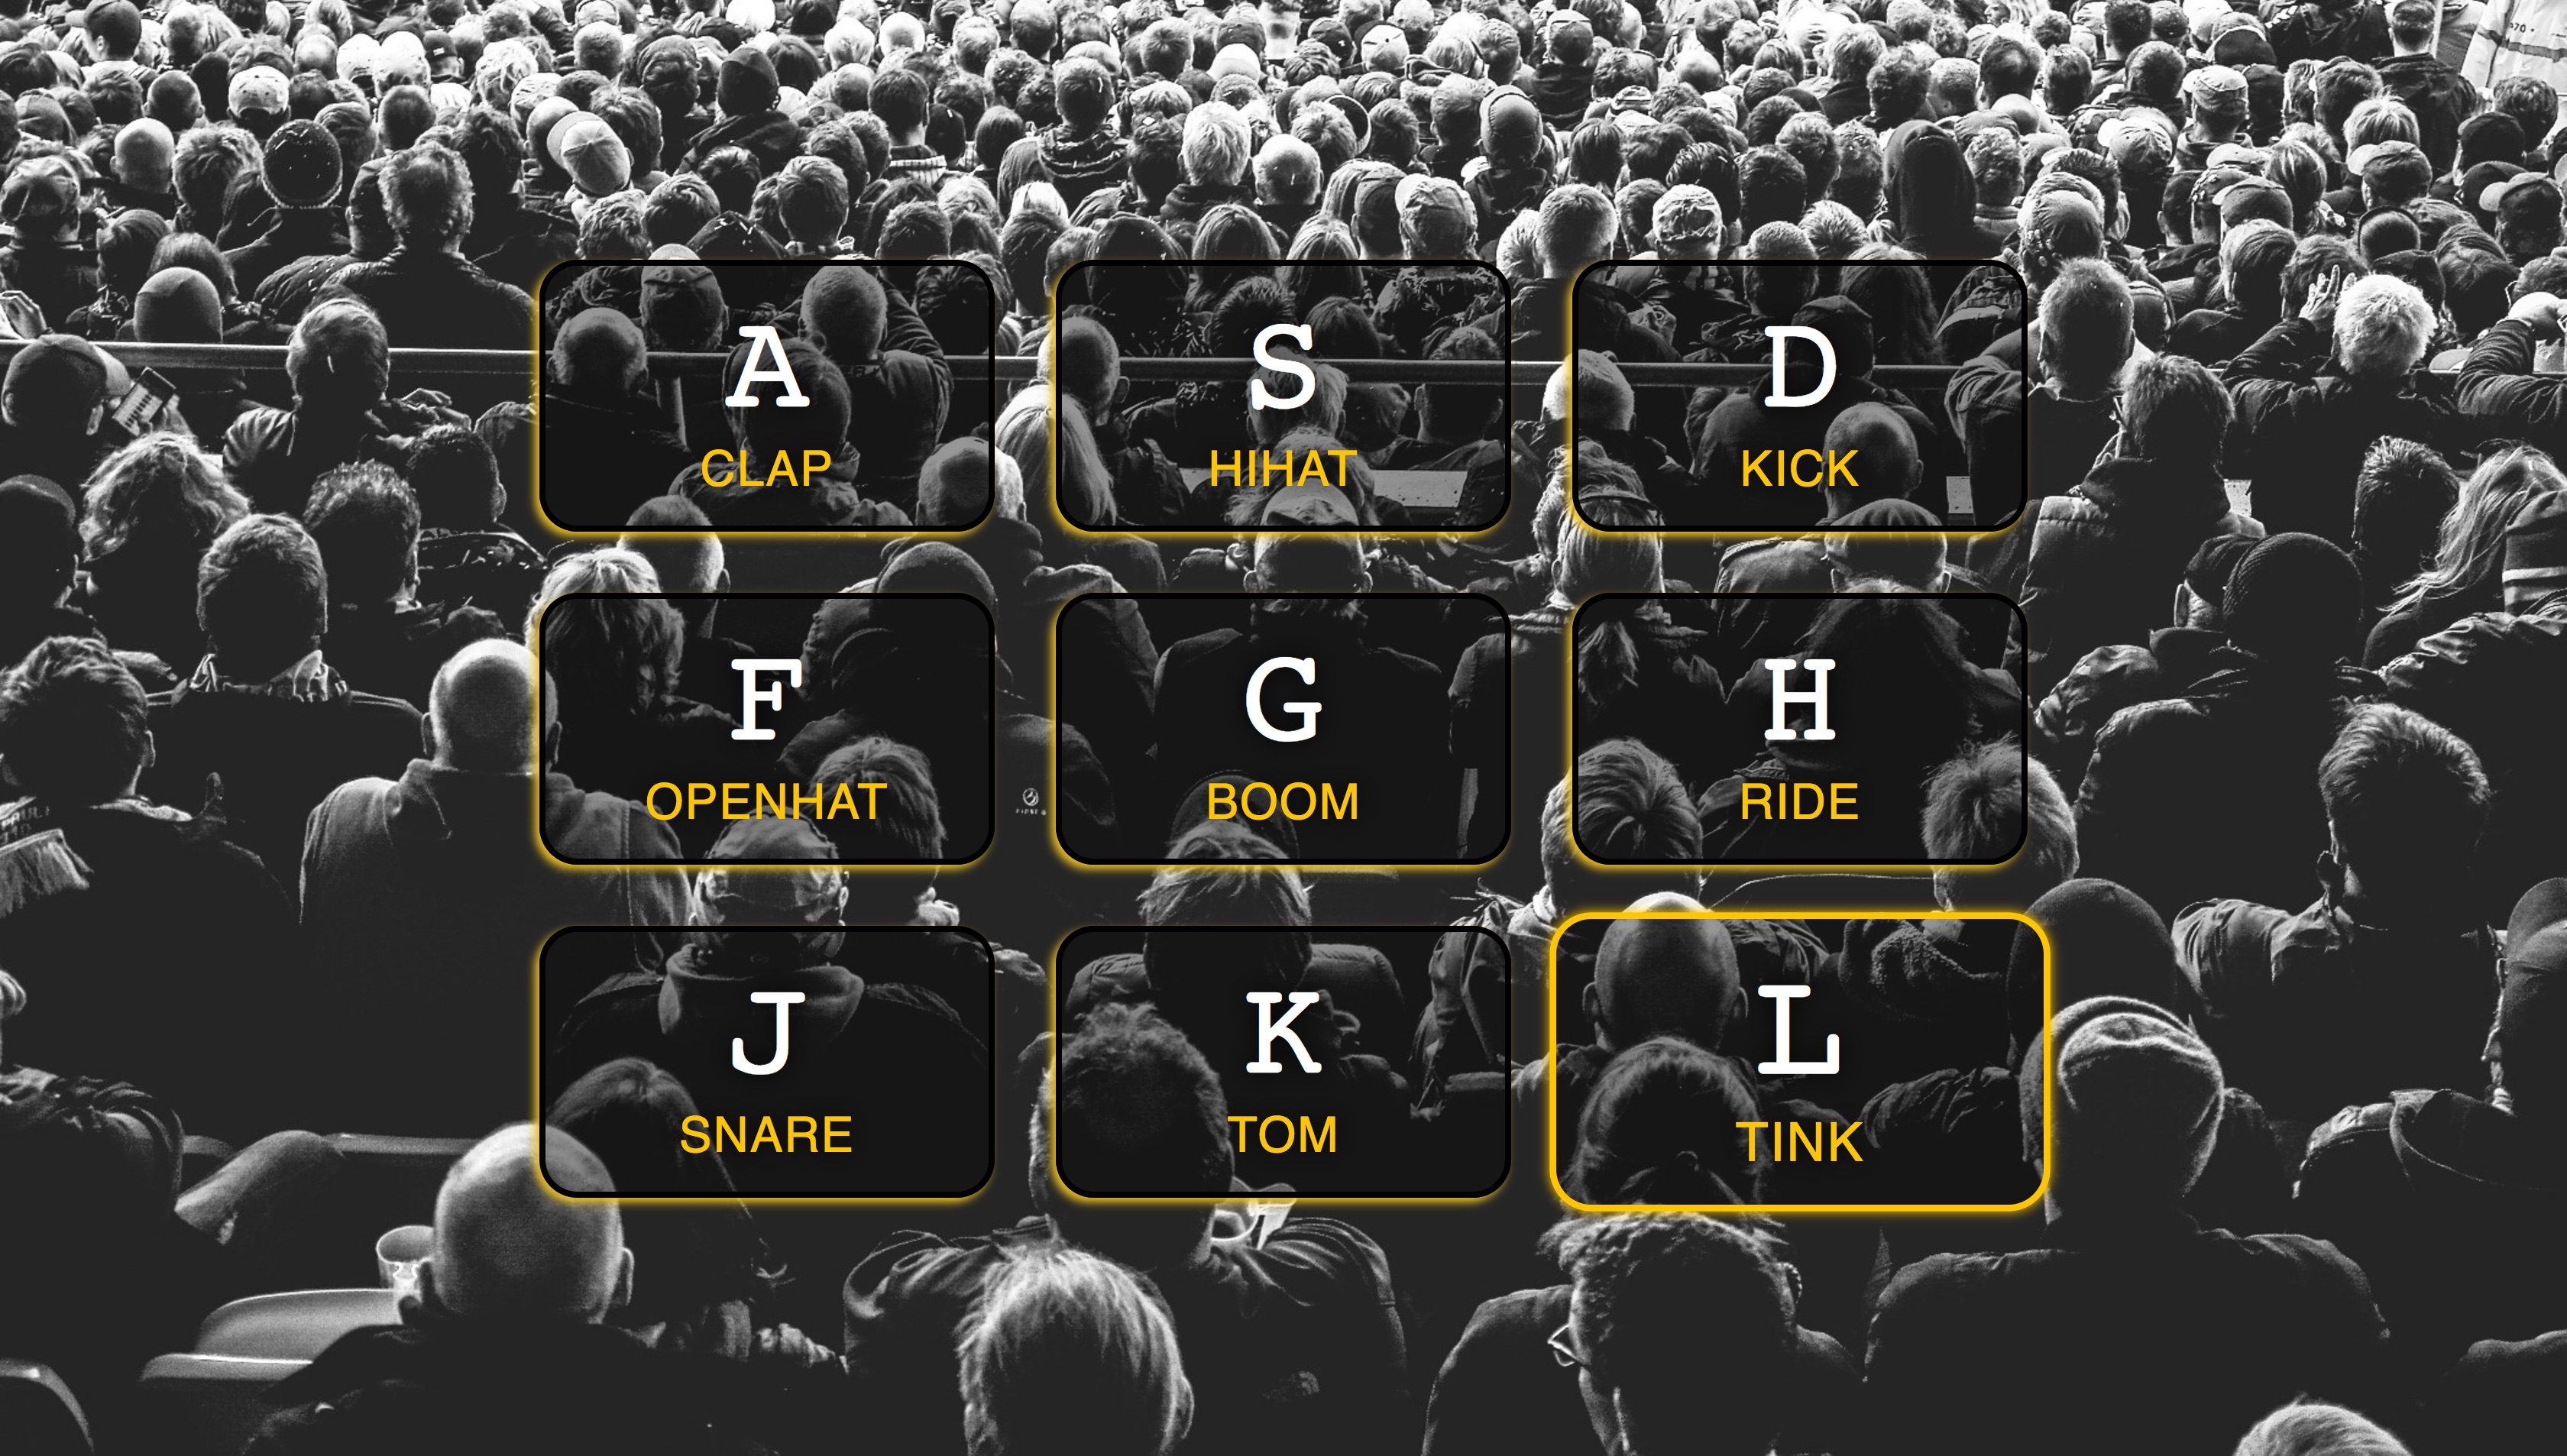 A
CLAP
S
HIHAT
D
KICK
F
OPENHAT
G
BOOM
H
RIDE
J
SNARE
K
TOM
L
TINK